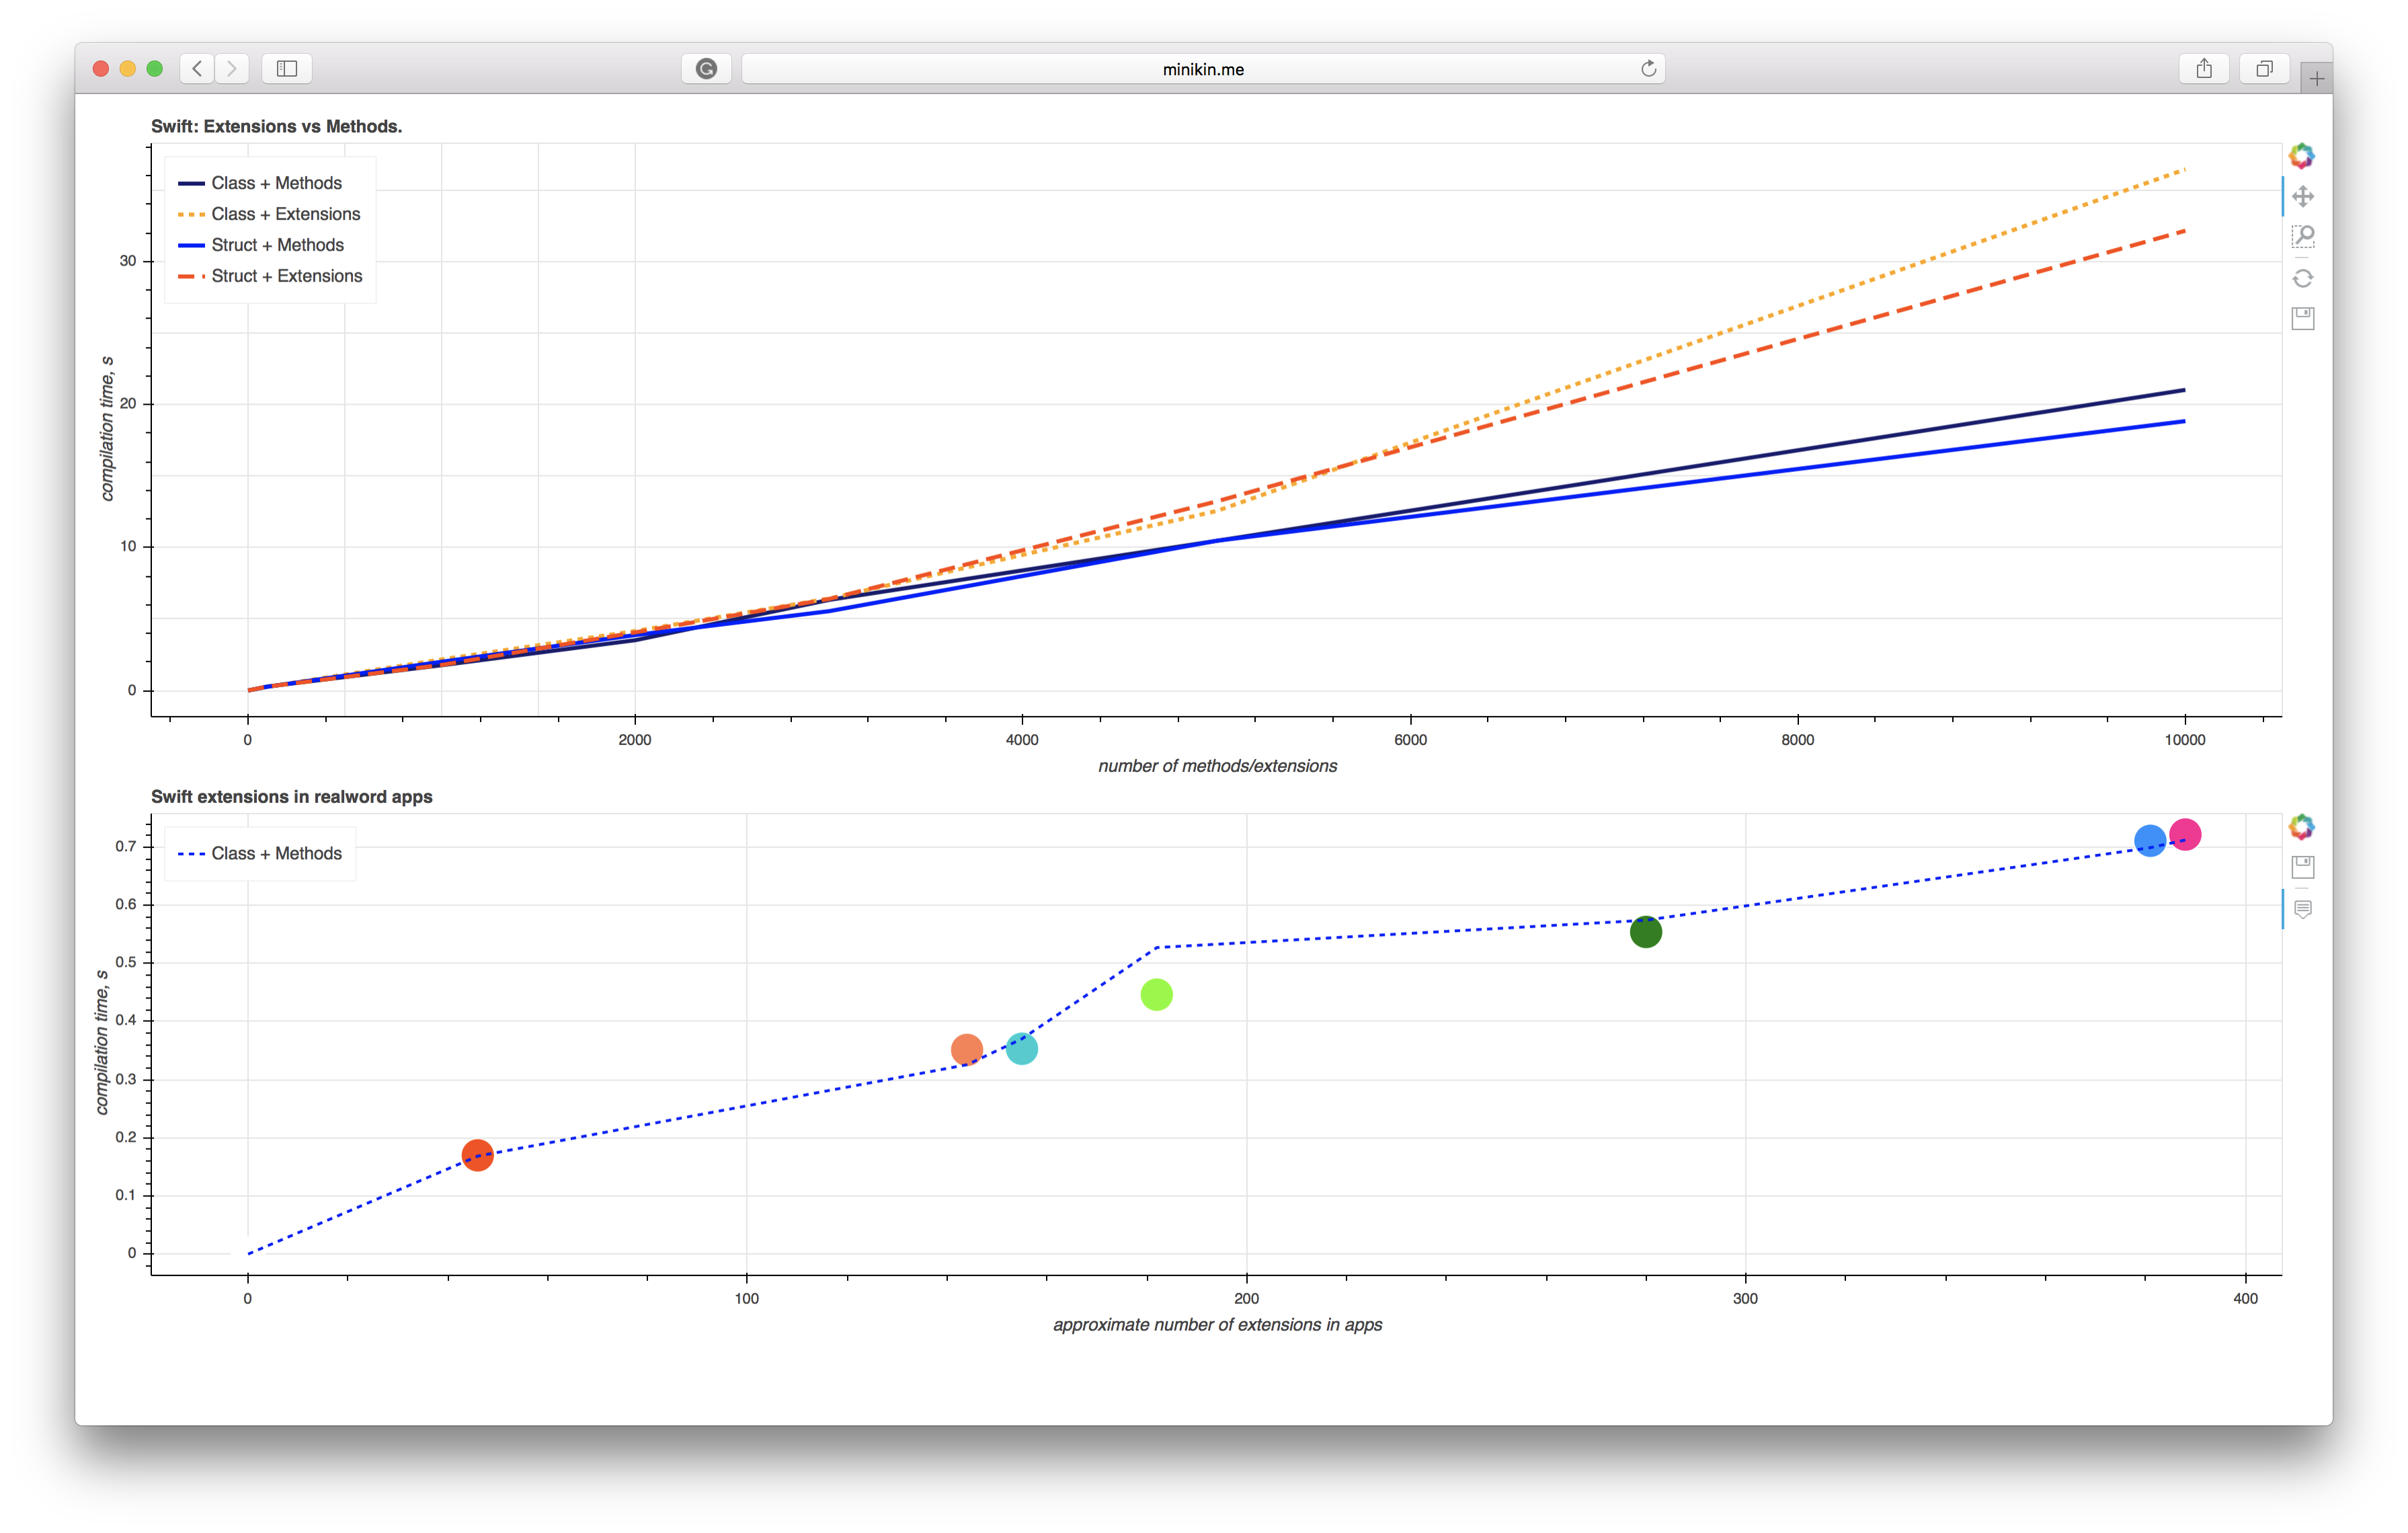 minikin.me
Swift: Extensions vs Methods.
Class + Methods
Class + Extensions
Struct + Methods
Struct + Extensions
30
20
10
0
compilation time, s
0 2000 4000 6000 8000 10000
number of methods/extensions
Swift extensions in realword apps
Class + Methods
0.7
0.6
0.5
0.4
0.3
0.2
0.1
0
compilation time, s
0 100 200 300 400
approximate number of extensions in apps